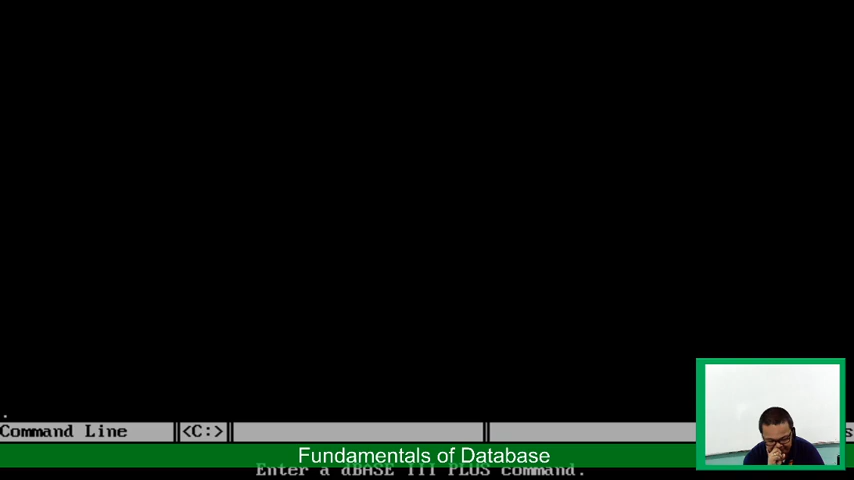 .
Command Line <C:>
Fundamentals of Database
Enter a dBASE III PLUS command.